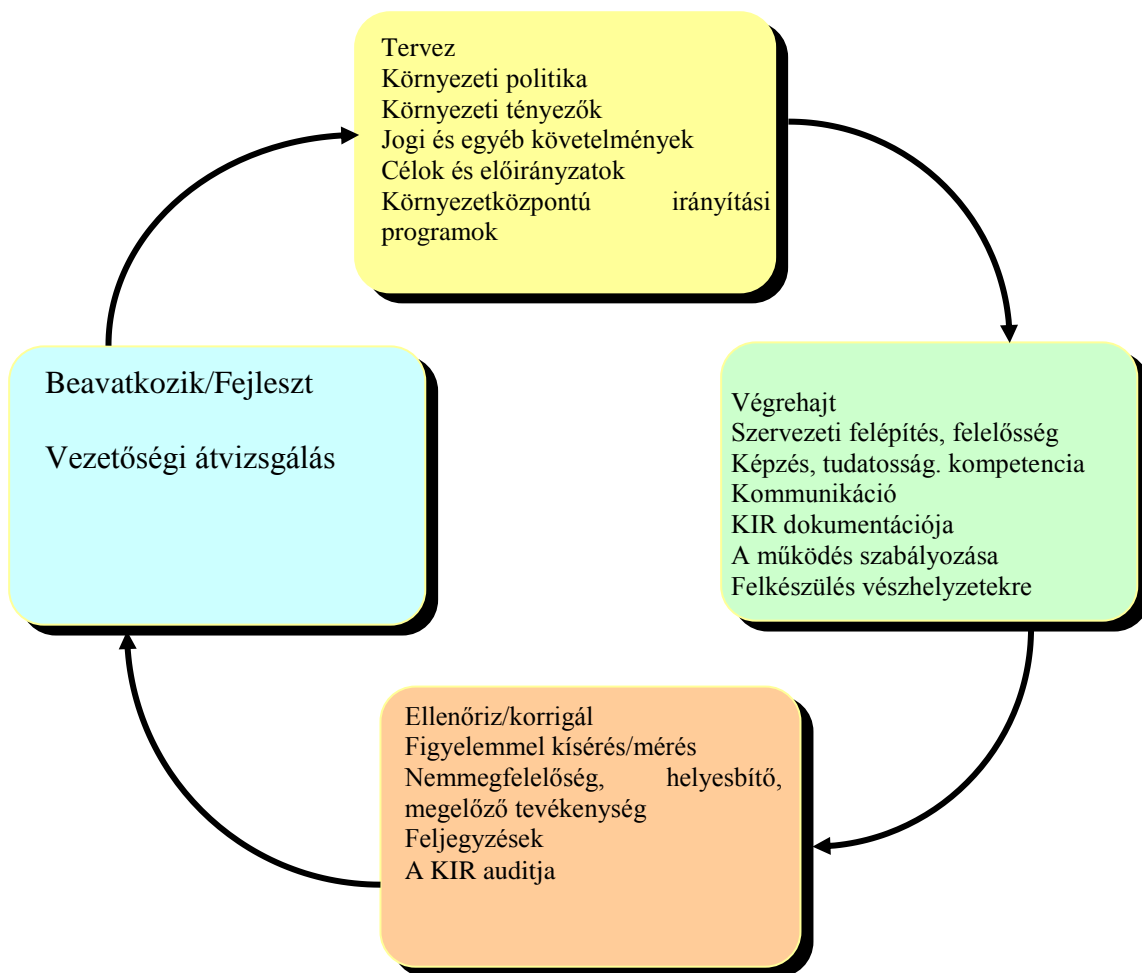 Tervez
Környezeti politika
Környezeti tényezők
Jogi és egyéb követelmények
Célok és előirányzatok
Környezetközpontú irányítási
programok
Végrehajt
Szervezeti felépítés, felelősség
Képzés, tudatosság. kompetencia
Kommunikáció
KIR dokumentációja
A működés szabályozása
Felkészülés vészhelyzetekre
Ellenőriz/korrigál
Figyelemmel kísérés/mérés
Nemmegfelelőség, helyesbítő,
megelőző tevékenység
Feljegyzések
A KIR auditja
Beavatkozik/Fejleszt
Vezetőségi átvizsgálás